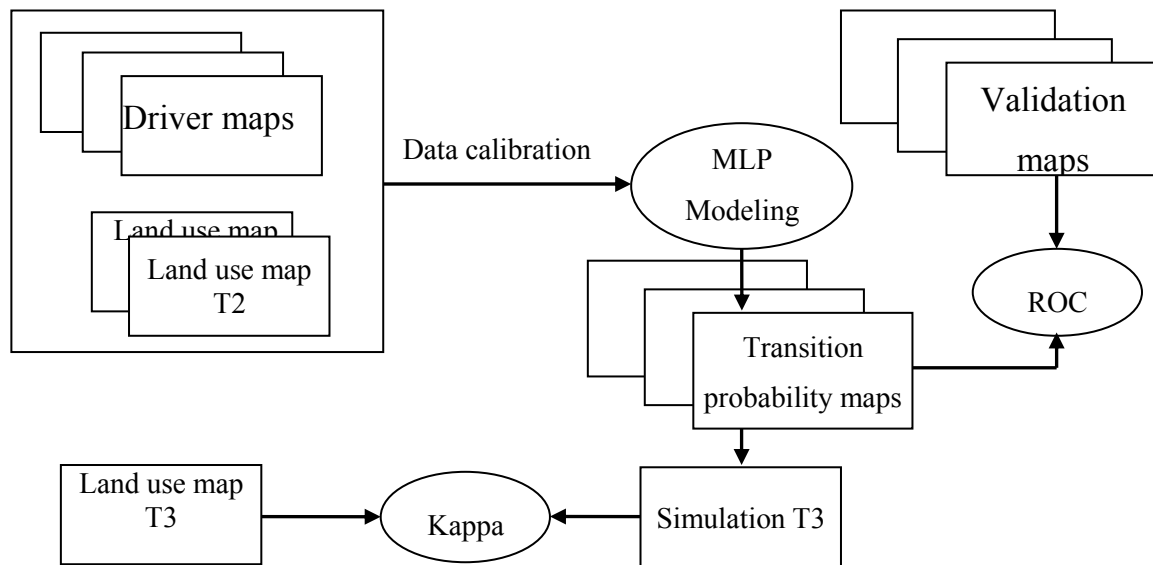 Driver maps
Land use map
Land use map
T2
Data calibration
MLP
Modeling
Validation
maps
ROC
Transition
probability maps
Land use map
T3
Kappa
Simulation T3